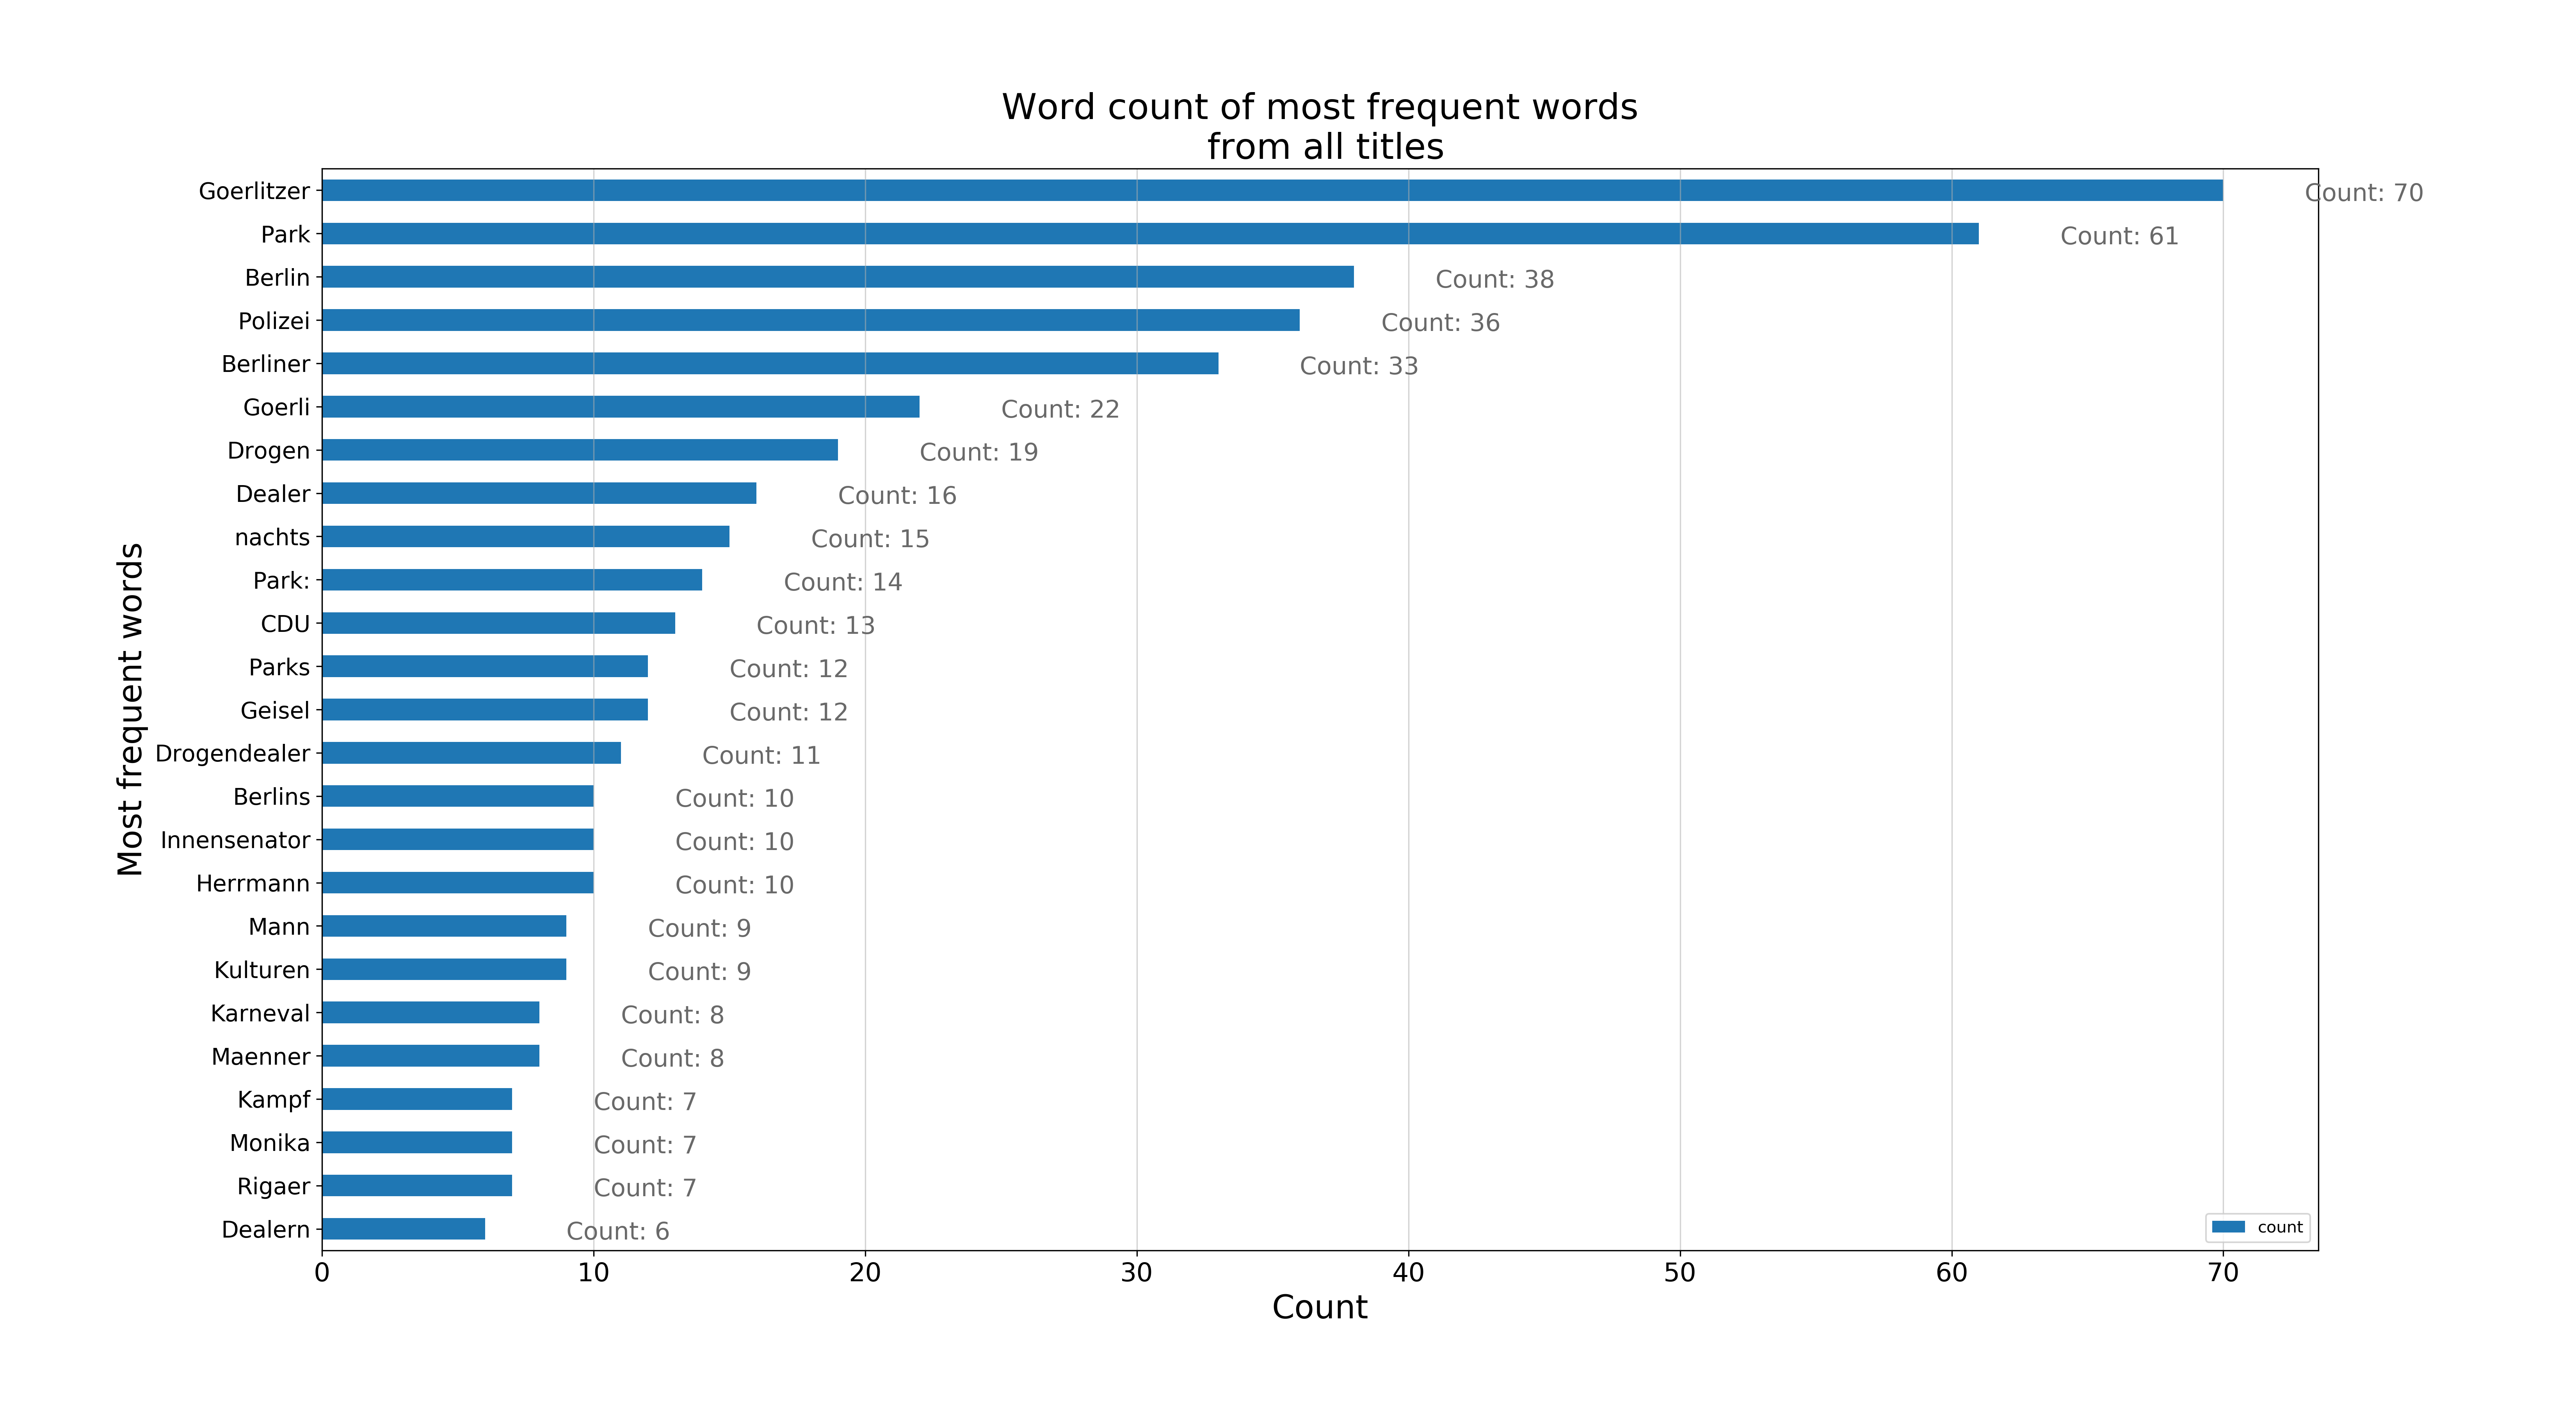 Word count of most frequent words
from all titles
Goerlitzer Count: 70
Park Count: 61
Berlin Count: 38
Polizei Count: 36
Berliner Count: 33
Goerli Count: 22
Drogen Count: 19
Dealer Count: 16
nachts Count: 15
Park: Count: 14
CDU Count: 13
Parks Count: 12
Geisel Count: 12
Drogendealer Count: 11
Berlins Count: 10
Innensenator Count: 10
Herrmann Count: 10
Mann Count: 9
Kulturen Count: 9
Karneval Count: 8
Maenner Count: 8
Kampf Count: 7
Monika Count: 7
Rigaer Count: 7
Dealern Count: 6
Most frequent words
count
0 10 20 30 40 50 60 70
Count